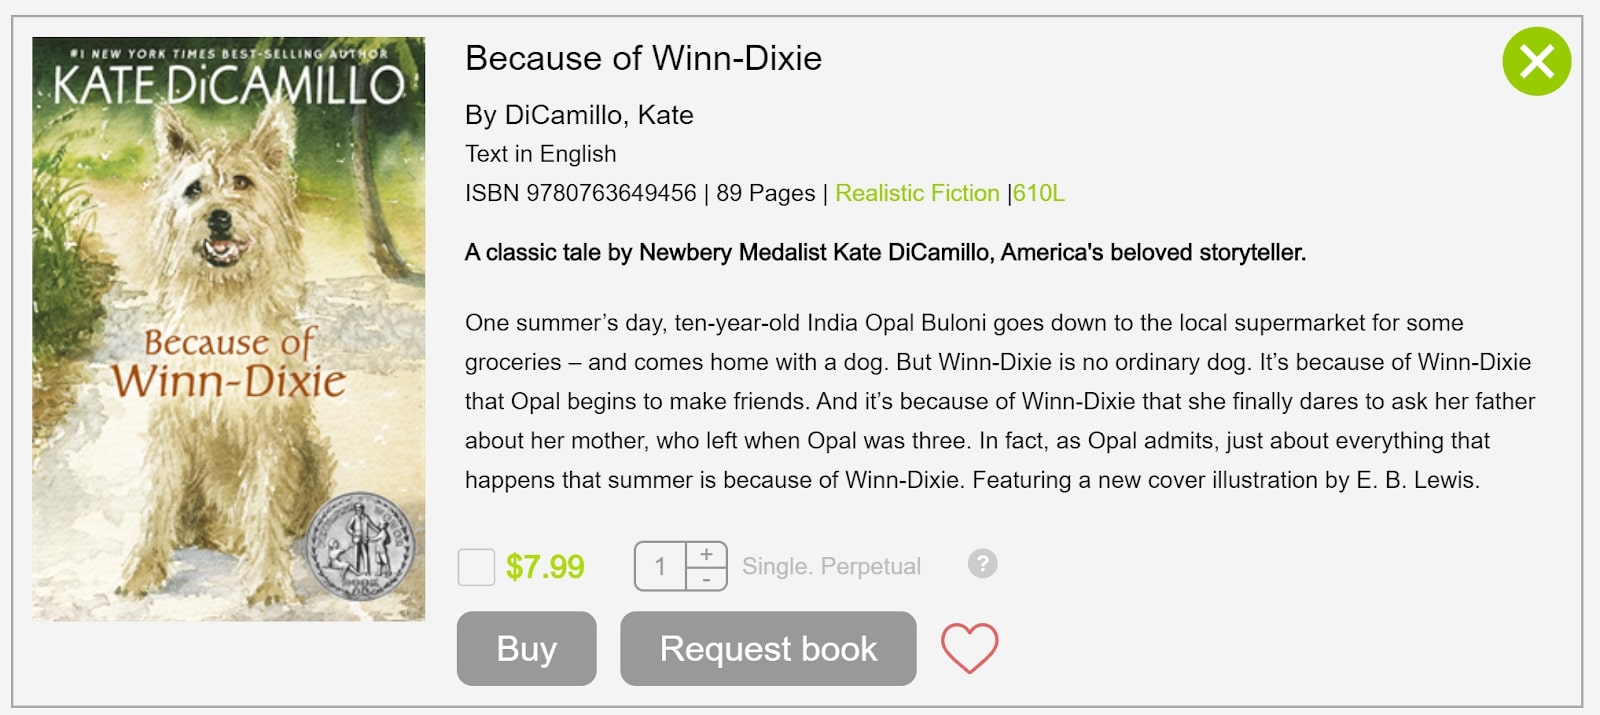 #1 NEW YORK TIMES BEST-SELLING AUTHOR
KATE DiCAMILLO
Because of
Winn-Dixie
Because of Winn-Dixie
By DiCamillo, Kate
Text in English
ISBN 9780763649456 | 89 Pages | Realistic Fiction |610L
A classic tale by Newbery Medalist Kate DiCamillo, America's beloved storyteller.
One summer’s day, ten-year-old India Opal Buloni goes down to the local supermarket for some
groceries – and comes home with a dog. But Winn-Dixie is no ordinary dog. It’s because of Winn-Dixie
that Opal begins to make friends. And it’s because of Winn-Dixie that she finally dares to ask her father
about her mother, who left when Opal was three. In fact, as Opal admits, just about everything that
happens that summer is because of Winn-Dixie. Featuring a new cover illustration by E. B. Lewis.
$7.99 1 + - Single. Perpetual ?
Buy Request book